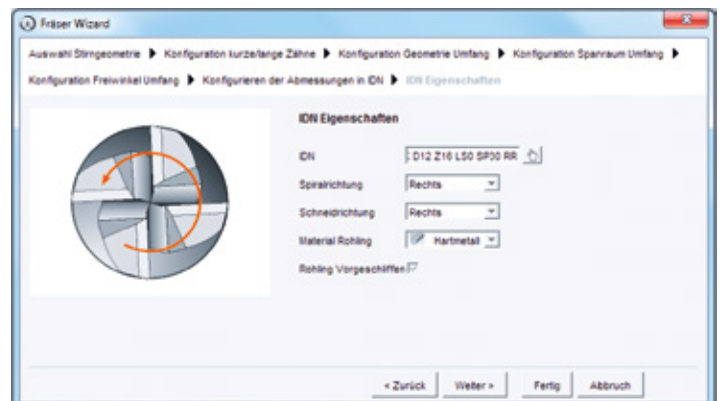 Fräser Wizard
Auswahl Stirngeometrie ▶ Konfiguration kurze/lange Zähne ▶ Konfiguration Geometrie Umfang ▶ Konfiguration Spanraum Umfang ▶
Konfiguration Freiwinkel Umfang ▶ Konfigurieren der Abmessungen in IDN ▶ IDN Eigenschaften
IDN Eigenschaften
IDN D12 Z16 LS0 SP30 RR
Spiralrichtung Rechts
Schneidrichtung Rechts
Material Rohling Hartmetall
Rohling Vorgeschliffen
< Zurück Weiter > Fertig Abbruch